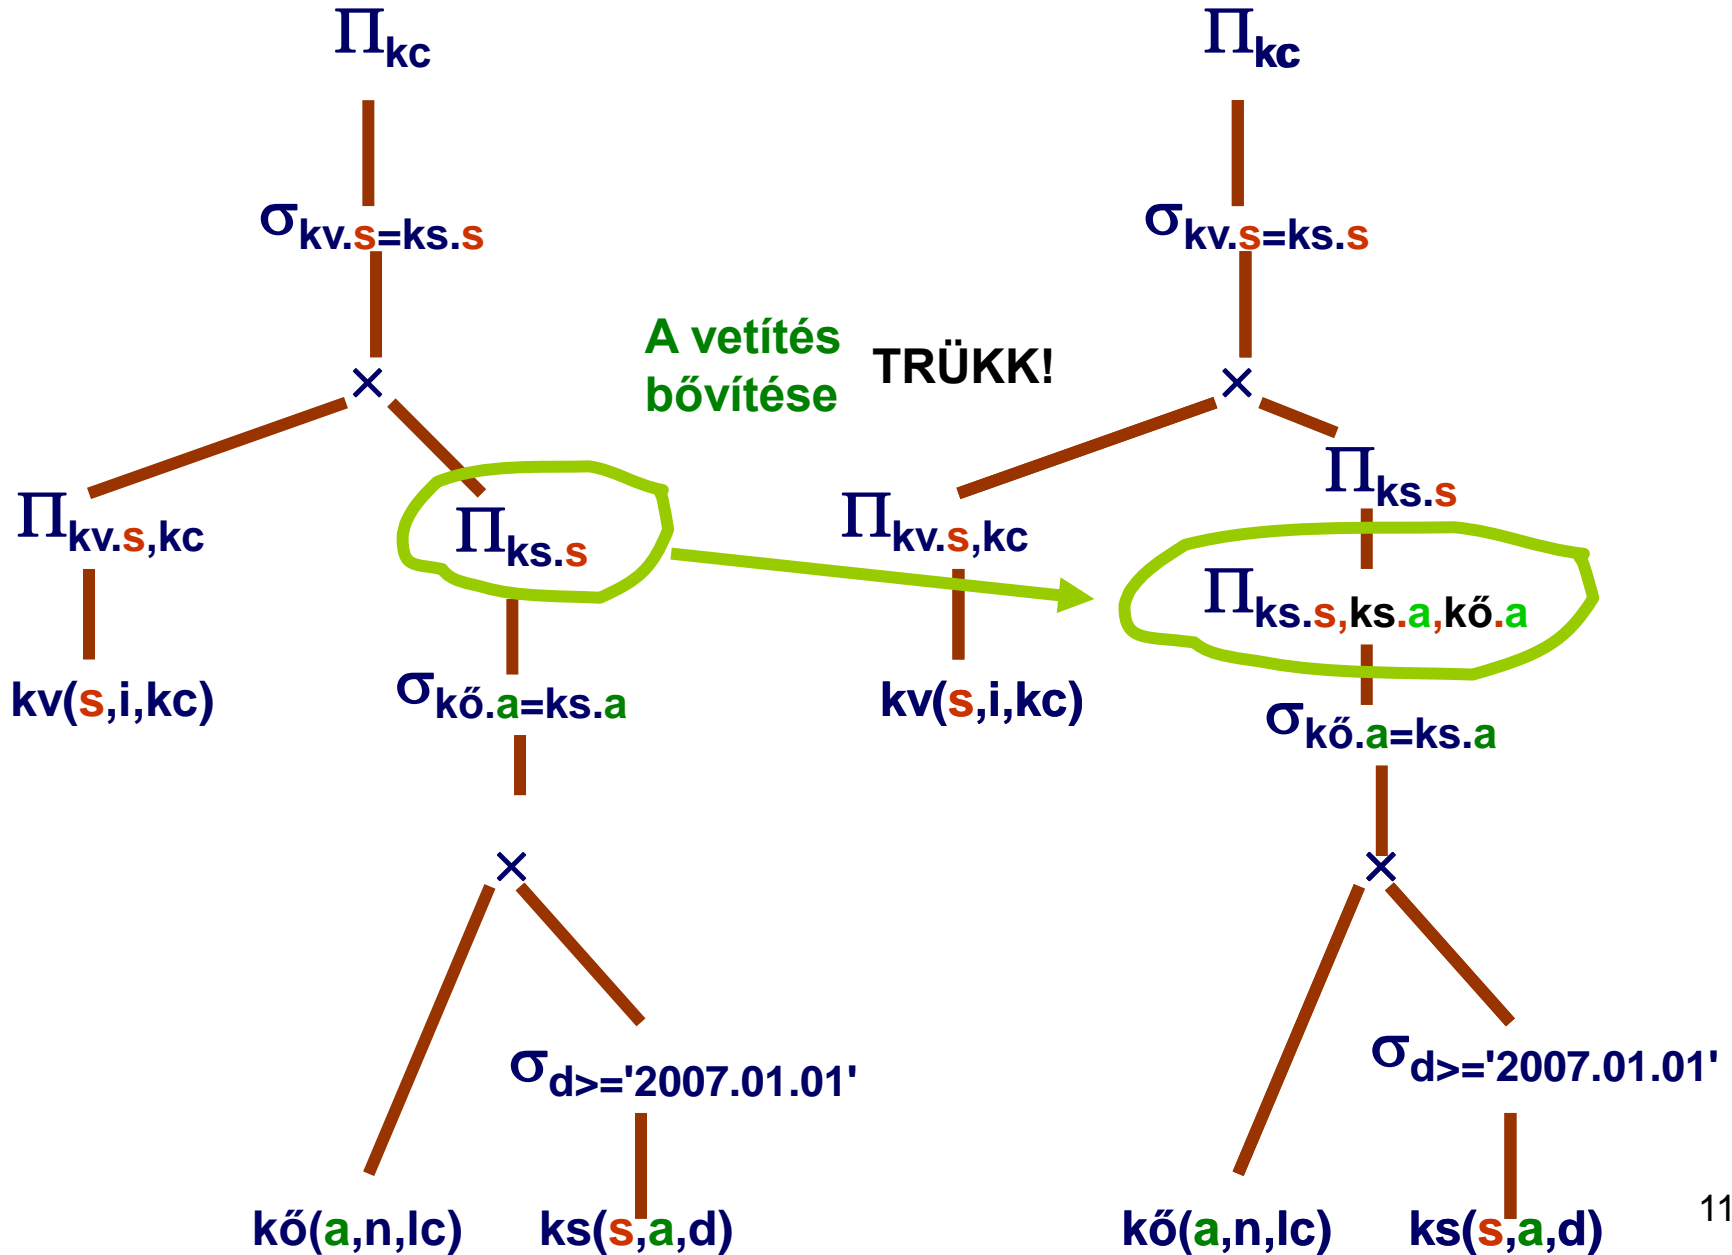 Πkc
Πkc
σkv.s=ks.s
σkv.s=ks.s
A vetítés
bővítése
TRÜKK!
×
×
Πkv.s,kc
Πks.s
Πkv.s,kc
Πks.s
Πks.s,ks.a,kő.a
kv(s,i,kc)
σkő.a=ks.a
kv(s,i,kc)
σkő.a=ks.a
×
×
σd>='2007.01.01'
σd>='2007.01.01'
kő(a,n,lc)
ks(s,a,d)
kő(a,n,lc)
ks(s,a,d)
11